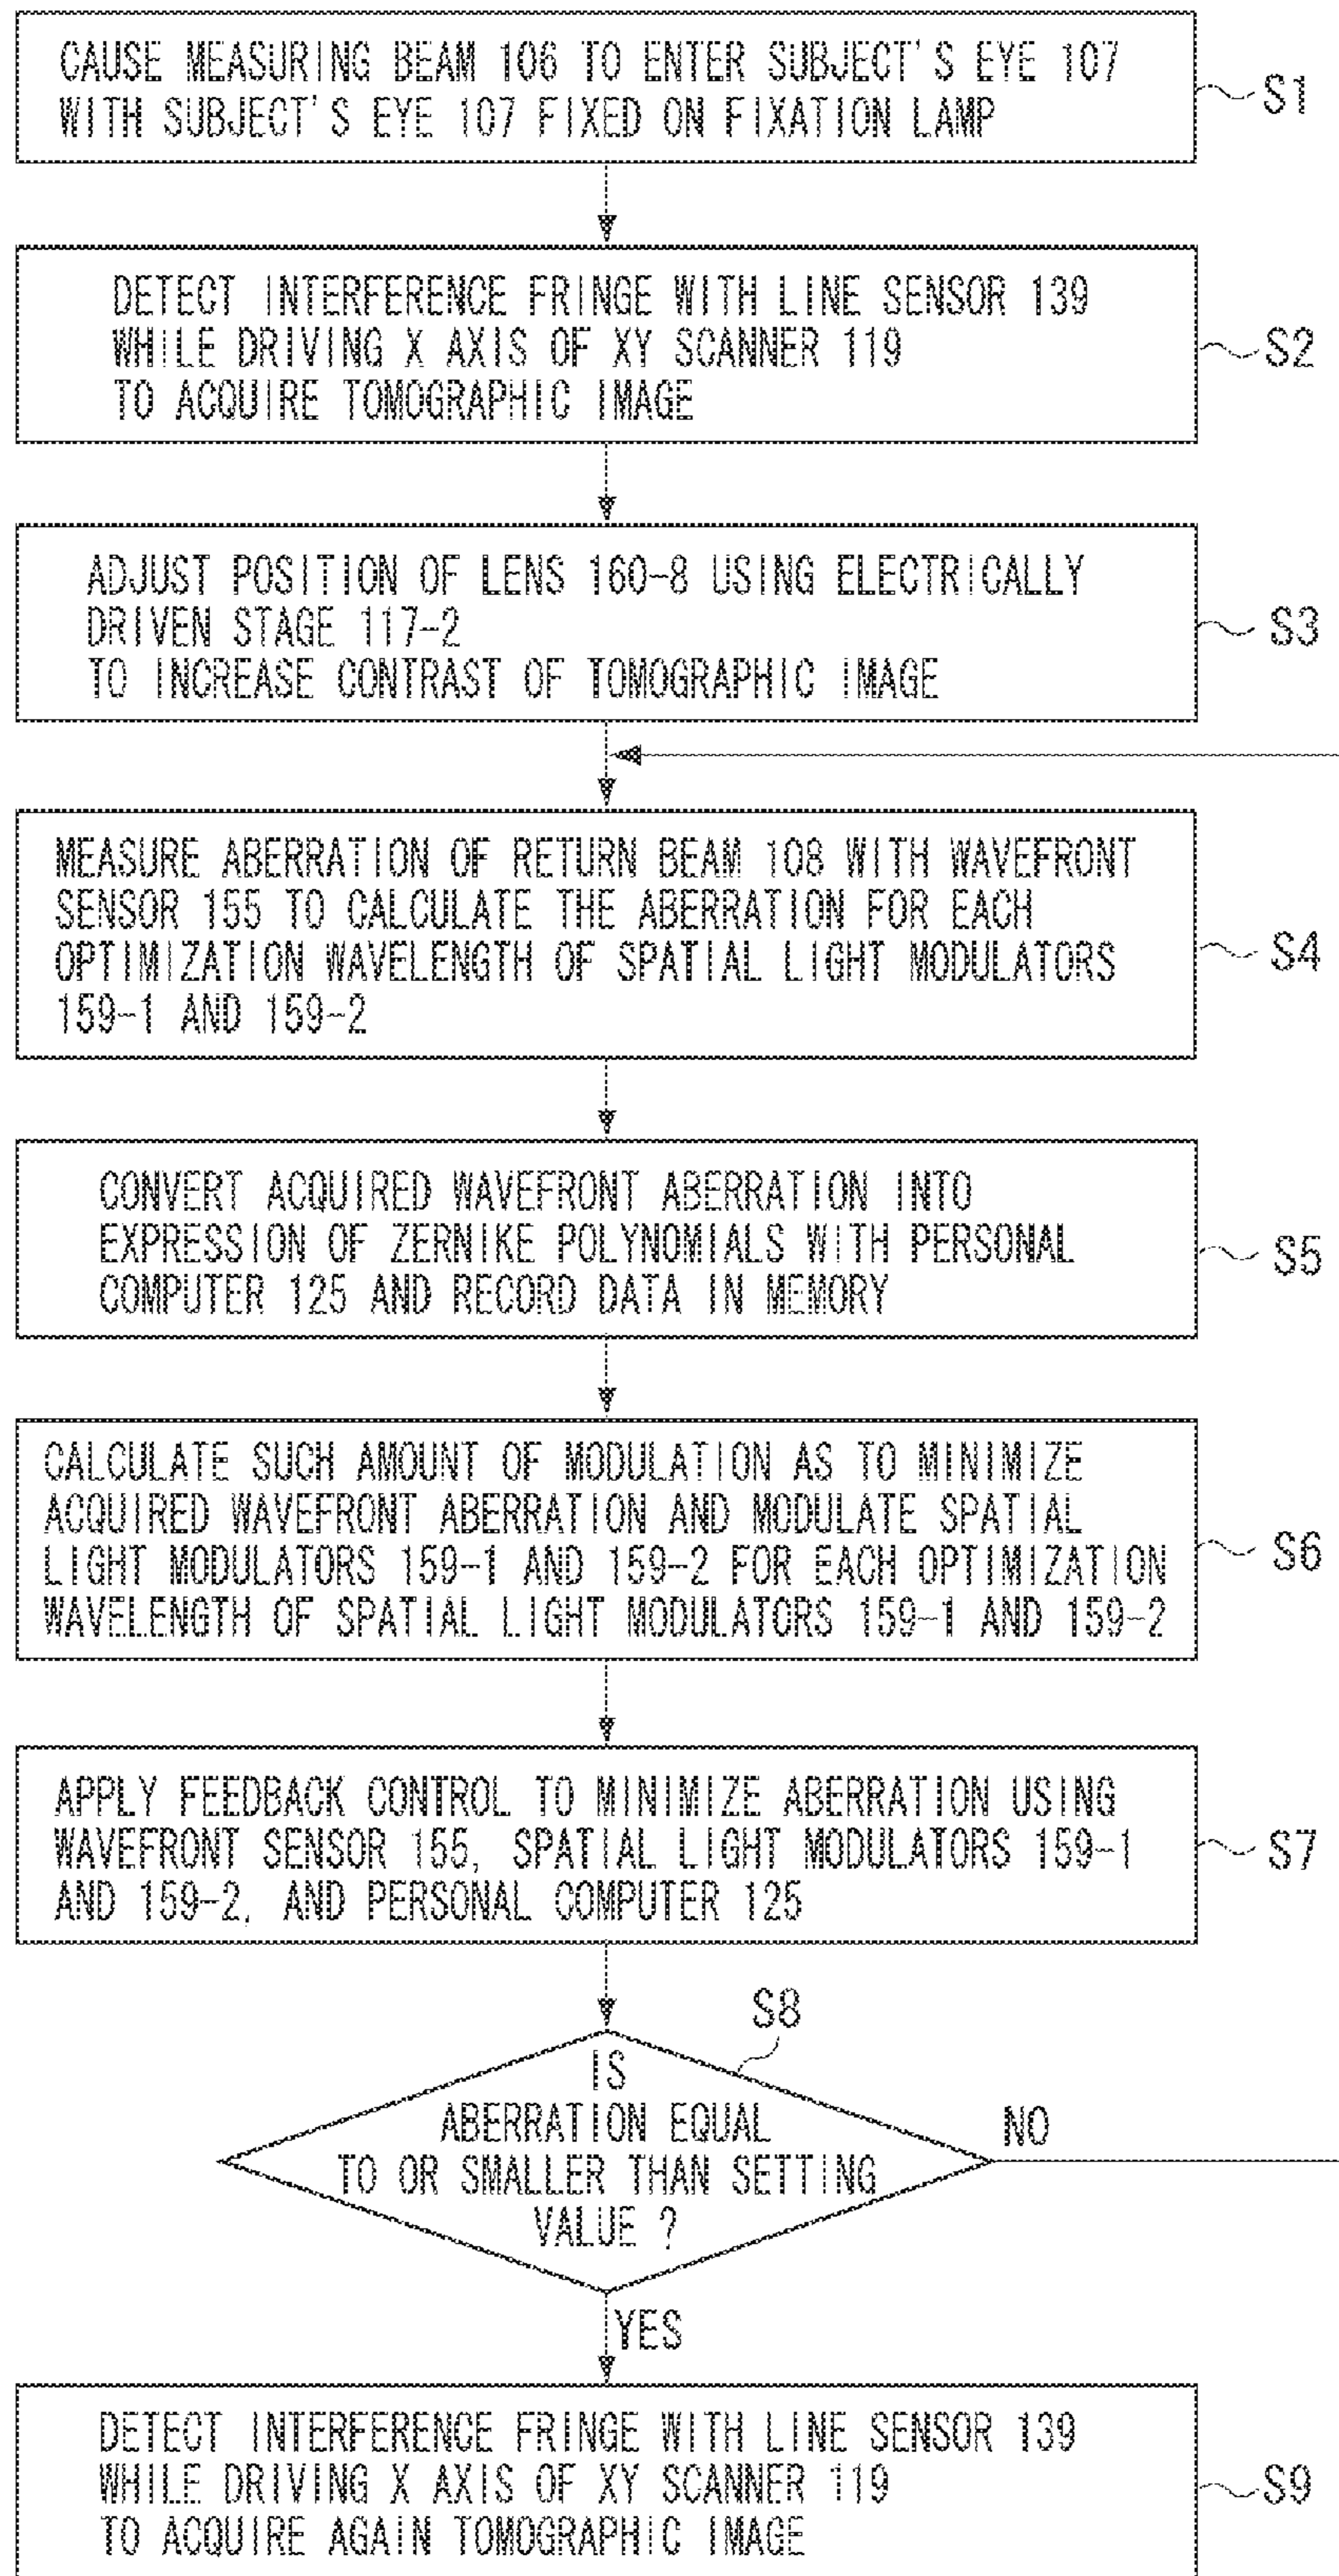 CAUSE MEASURING BEAM 106 TO ENTER SUBJECT'S EYE 107
WITH SUBJECT'S EYE 107 FIXED ON FIXATION LAMP
S1
DETECT INTERFERENCE FRINGE WITH LINE SENSOR 139
WHILE DRIVING X AXIS OF XY SCANNER 119
TO ACQUIRE TOMOGRAPHIC IMAGE
S2
ADJUST POSITION OF LENS 160-8 USING ELECTRICALLY
DRIVEN STAGE 117-2
TO INCREASE CONTRAST OF TOMOGRAPHIC IMAGE
S3
MEASURE ABERRATION OF RETURN BEAM 108 WITH WAVEFRONT
SENSOR 155 TO CALCULATE THE ABERRATION FOR EACH
OPTIMIZATION WAVELENGTH OF SPATIAL LIGHT MODULATORS
159-1 AND 159-2
S4
CONVERT ACQUIRED WAVEFRONT ABERRATION INTO
EXPRESSION OF ZERNIKE POLYNOMIALS WITH PERSONAL
COMPUTER 125 AND RECORD DATA IN MEMORY
S5
CALCULATE SUCH AMOUNT OF MODULATION AS TO MINIMIZE
ACQUIRED WAVEFRONT ABERRATION AND MODULATE SPATIAL
LIGHT MODULATORS 159-1 AND 159-2 FOR EACH OPTIMIZATION
WAVELENGTH OF SPATIAL LIGHT MODULATORS 159-1 AND 159-2
S6
APPLY FEEDBACK CONTROL TO MINIMIZE ABERRATION USING
WAVEFRONT SENSOR 155, SPATIAL LIGHT MODULATORS 159-1
AND 159-2, AND PERSONAL COMPUTER 125
S7
S8
IS
ABERRATION EQUAL
TO OR SMALLER THAN SETTING
VALUE ?
NO
YES
DETECT INTERFERENCE FRINGE WITH LINE SENSOR 139
WHILE DRIVING X AXIS OF XY SCANNER 119
TO ACQUIRE AGAIN TOMOGRAPHIC IMAGE
S9